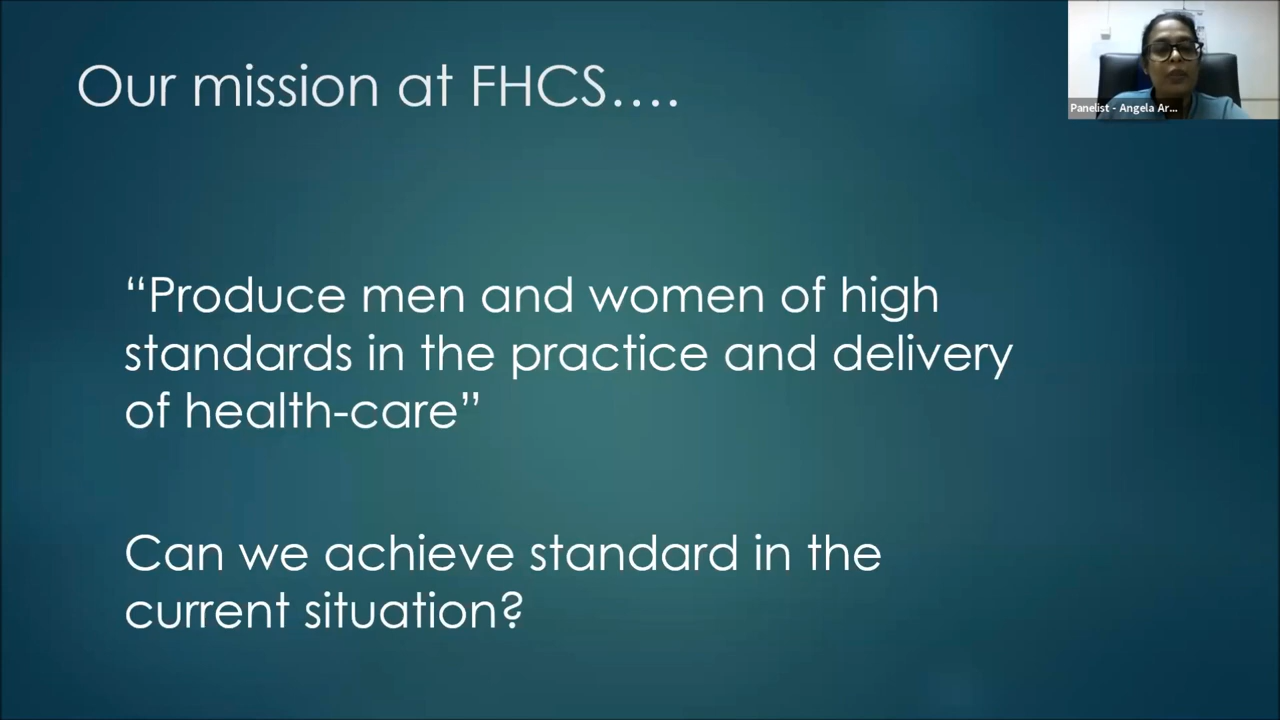 Our mission at FHCS....
Panelist - Angela Ar...
“Produce men and women of high
standards in the practice and delivery
of health-care”
Can we achieve standard in the
current situation?